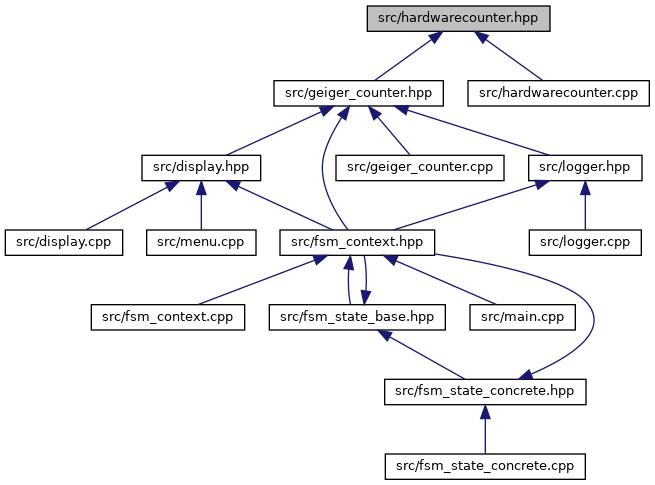 src/hardwarecounter.hpp
src/geiger_counter.hpp
src/hardwarecounter.cpp
src/display.hpp
src/geiger_counter.cpp
src/logger.hpp
src/display.cpp
src/menu.cpp
src/fsm_context.hpp
src/logger.cpp
src/fsm_context.cpp
src/fsm_state_base.hpp
src/main.cpp
src/fsm_state_concrete.hpp
src/fsm_state_concrete.cpp